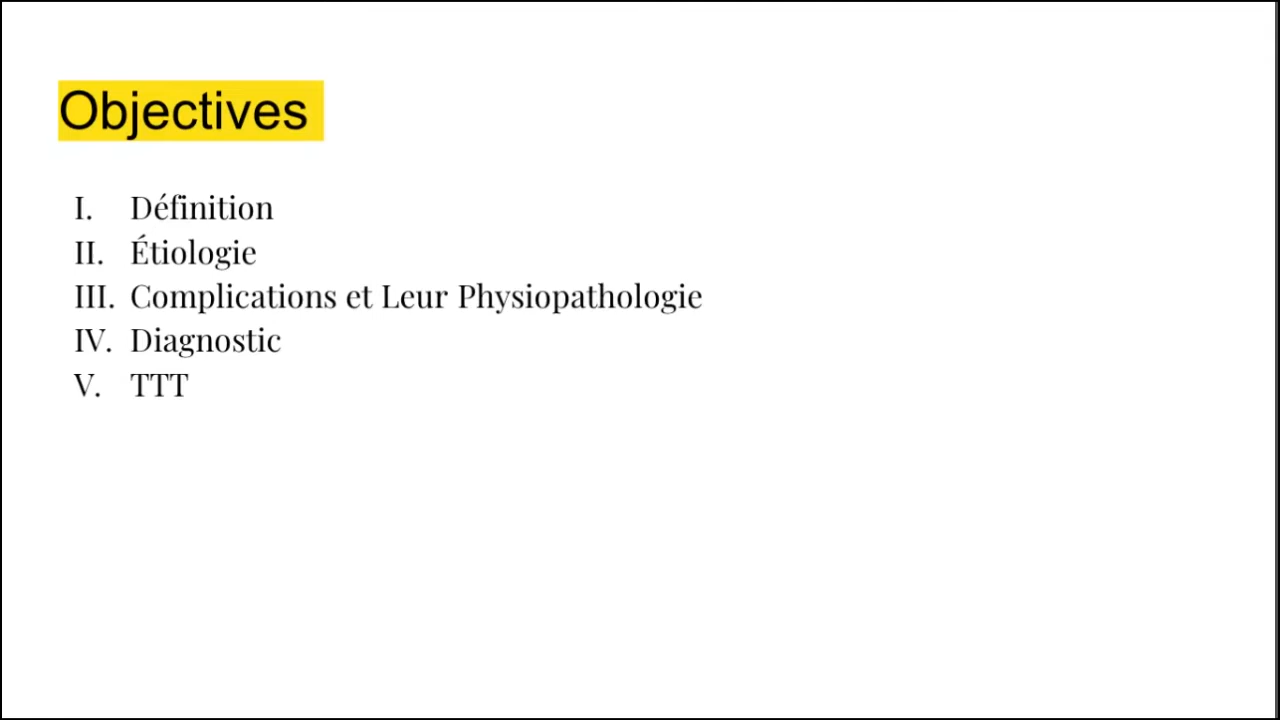 Objectives
I. Définition
II. Étiologie
III. Complications et Leur Physiopathologie
IV. Diagnostic
V. TTT